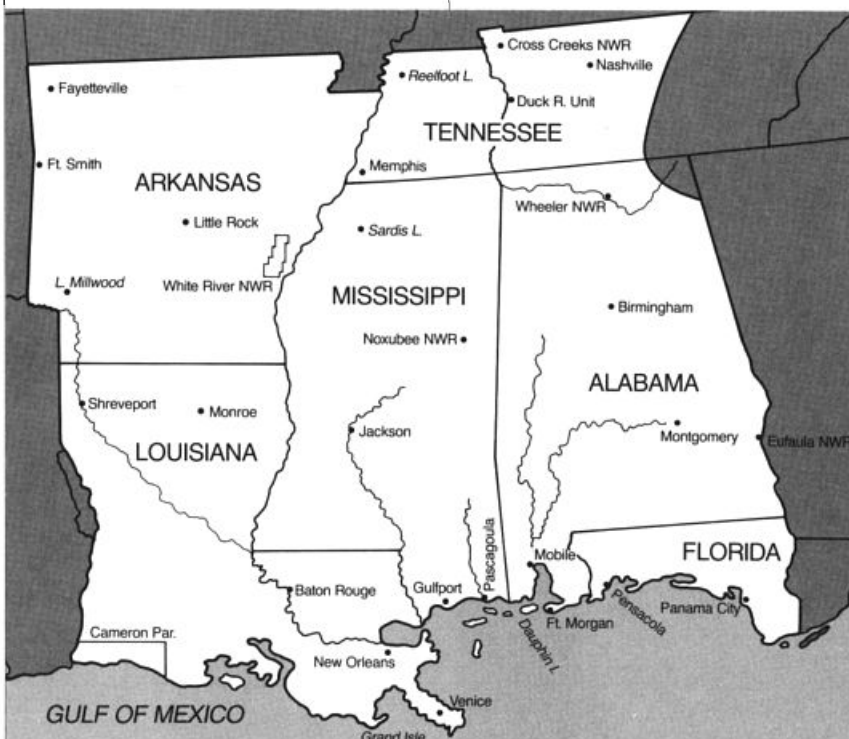 Cross Creeks NWR
Nashville
Reelfoot L.
Fayetteville
Duck R. Unit
TENNESSEE
Ft. Smith
Memphis
ARKANSAS
Wheeler NWR
Little Rock
Sardis L.
L. Millwood
White River NWR
MISSISSIPPI
Birmingham
Noxubee NWR
ALABAMA
Shreveport
Monroe
Jackson
Montgomery
Eufaula NWR
LOUISIANA
Pascagoula
Mobile
FLORIDA
Baton Rouge
Gulfport
Ft. Morgan
Pensacola
Panama City
Dauphin I.
Cameron Par.
New Orleans
Venice
GULF OF MEXICO
Grand Isle